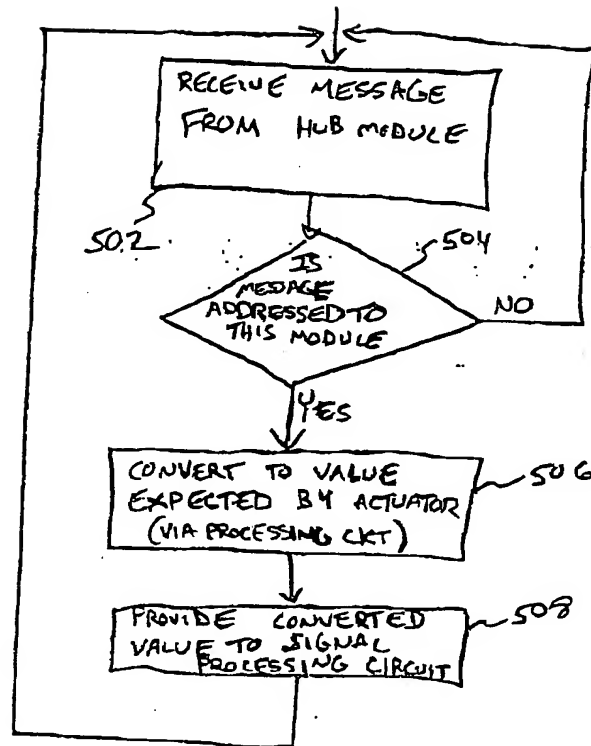 RECEIVE MESSAGE
FROM HUB MODULE
502
504
IS
MESSAGE
ADDRESSED TO
THIS MODULE
NO
YES
CONVERT TO VALUE
EXPECTED BY ACTUATOR
(VIA PROCESSING CKT)
506
PROVIDE CONVERTED
VALUE TO SIGNAL
PROCESSING CIRCUIT
508